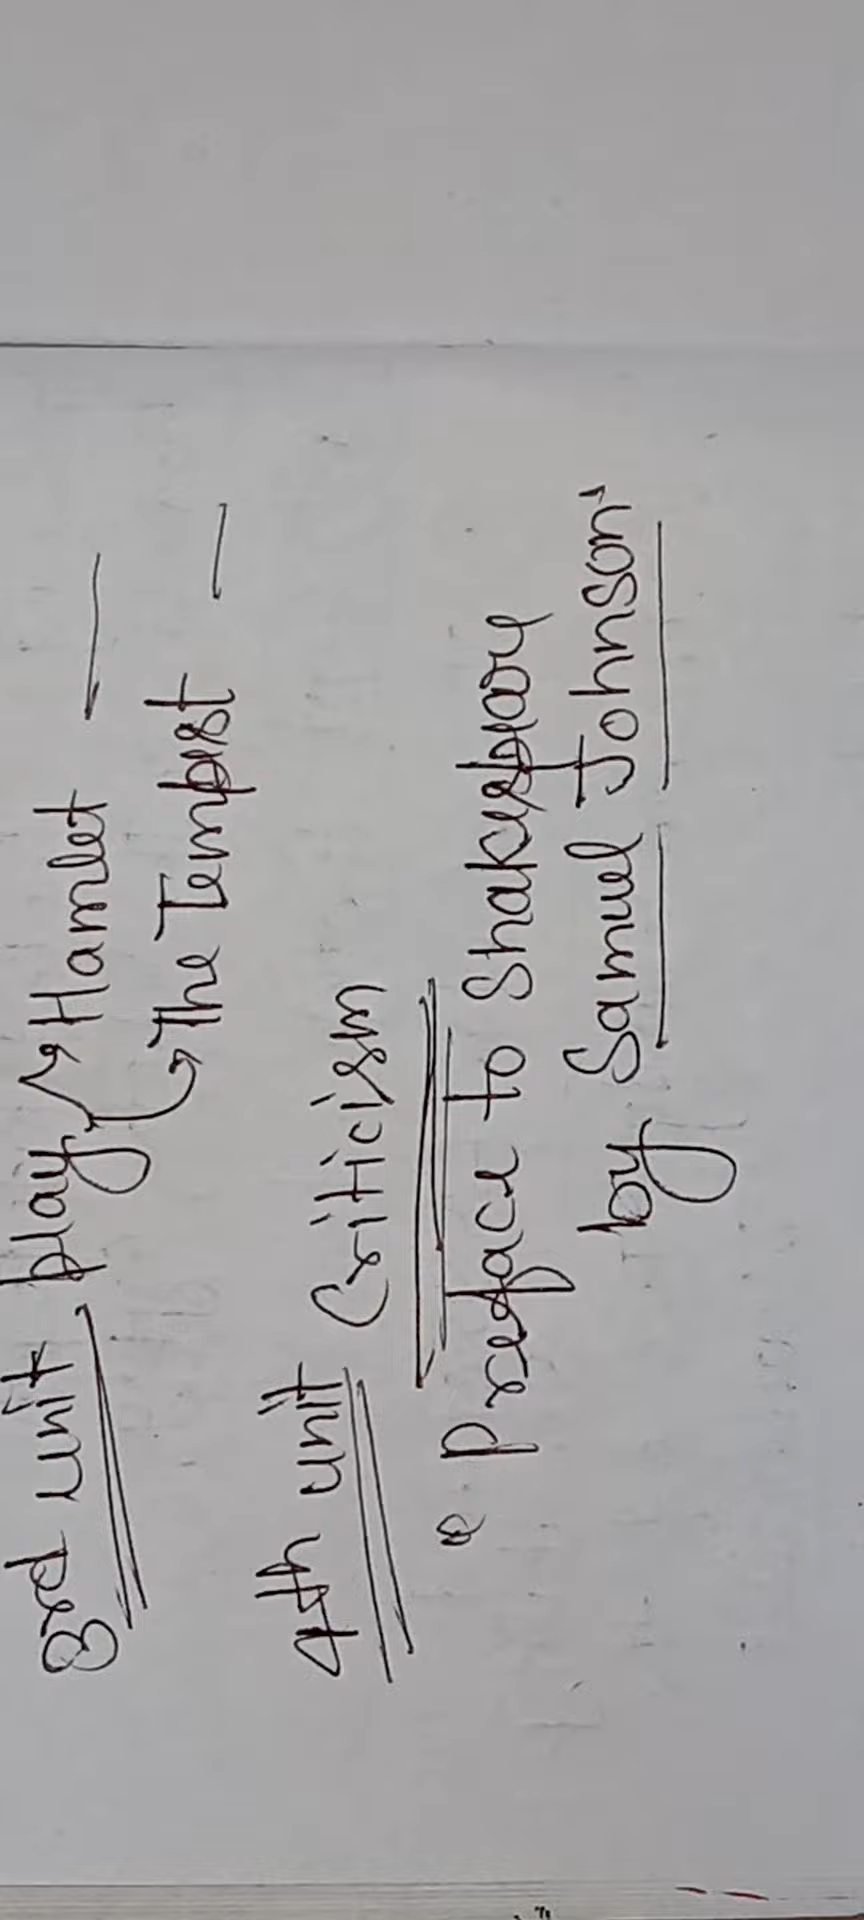 3rd unit play Hamlet —
The Tempest —
4th unit Criticism
Preface to Shakespeare
by Samuel Johnson